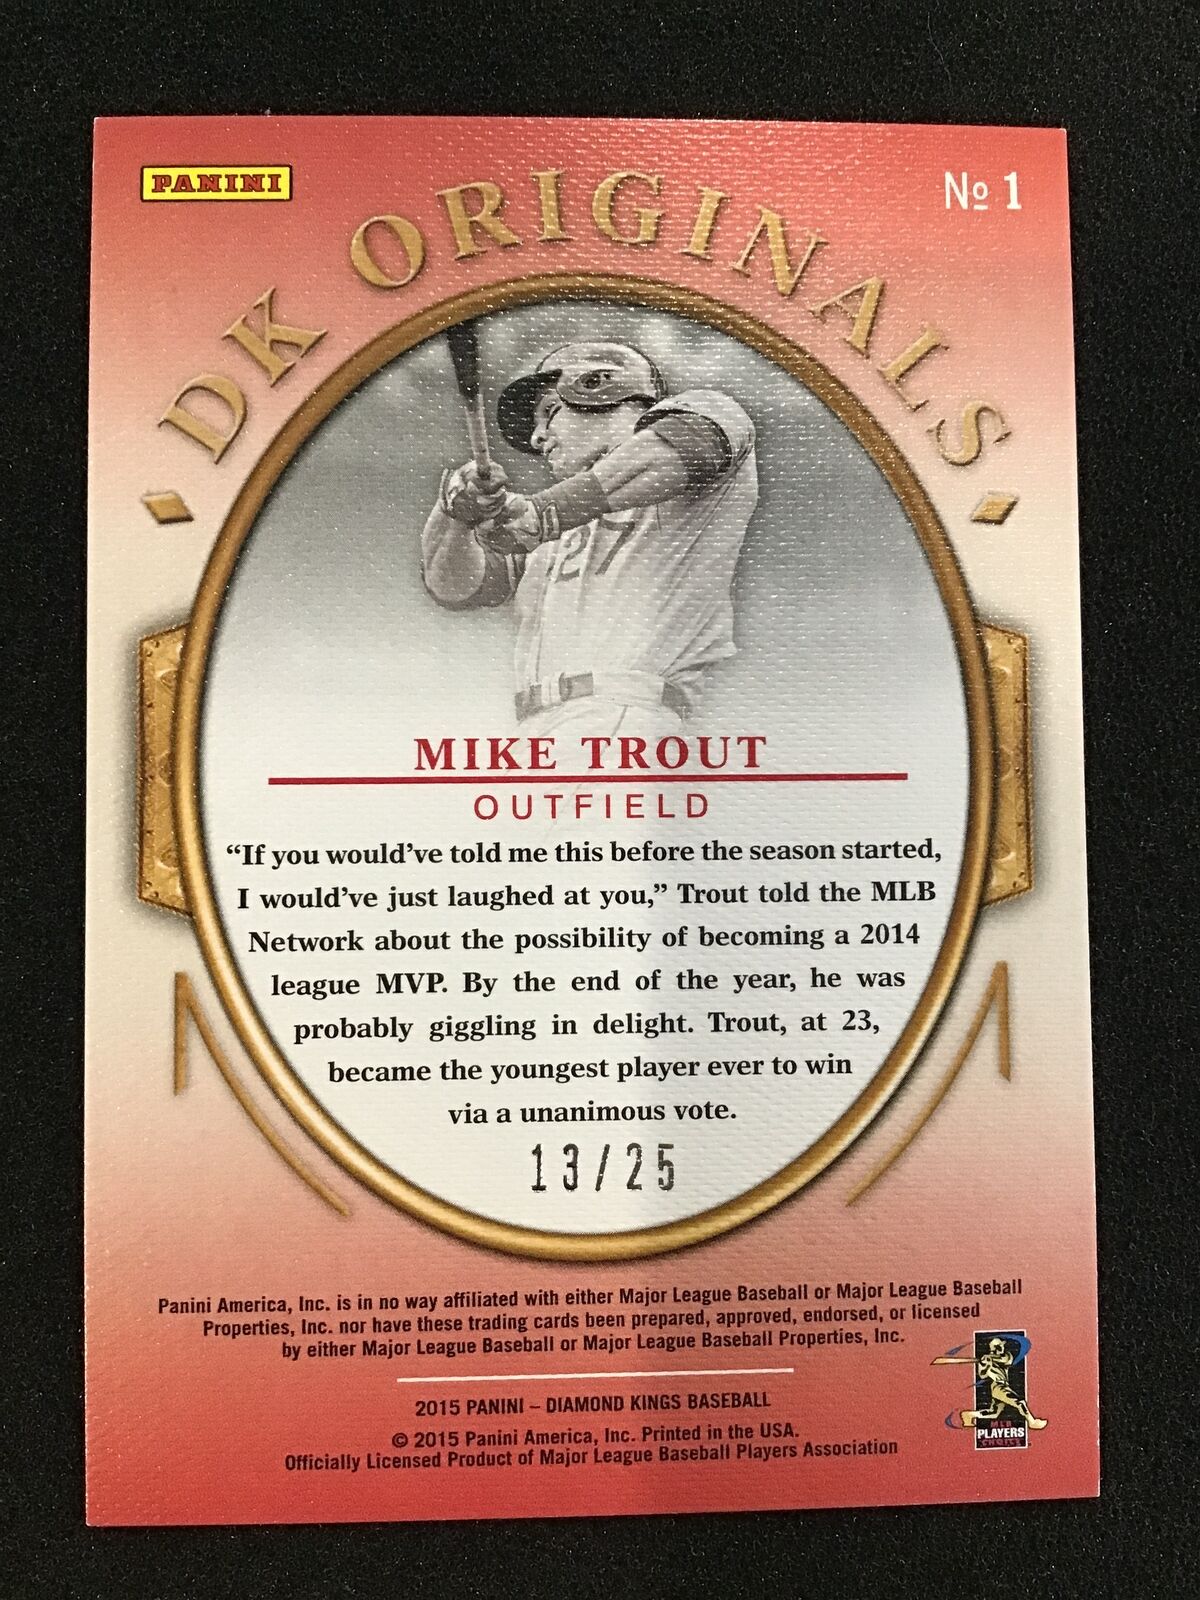 PANINI
No 1
DK ORIGINALS
27
MIKE TROUT
OUTFIELD
“If you would’ve told me this before the season started,
I would’ve just laughed at you,” Trout told the MLB
Network about the possibility of becoming a 2014
league MVP. By the end of the year, he was
probably giggling in delight. Trout, at 23,
became the youngest player ever to win
via a unanimous vote.
13/25
Panini America, Inc. is in no way affiliated with either Major League Baseball or Major League Baseball
Properties, Inc. nor have these trading cards been prepared, approved, endorsed, or licensed
by either Major League Baseball or Major League Baseball Properties, Inc.
2015 PANINI – DIAMOND KINGS BASEBALL
© 2015 Panini America, Inc. Printed in the USA.
Officially Licensed Product of Major League Baseball Players Association
MLB
PLAYERS
CHOICE